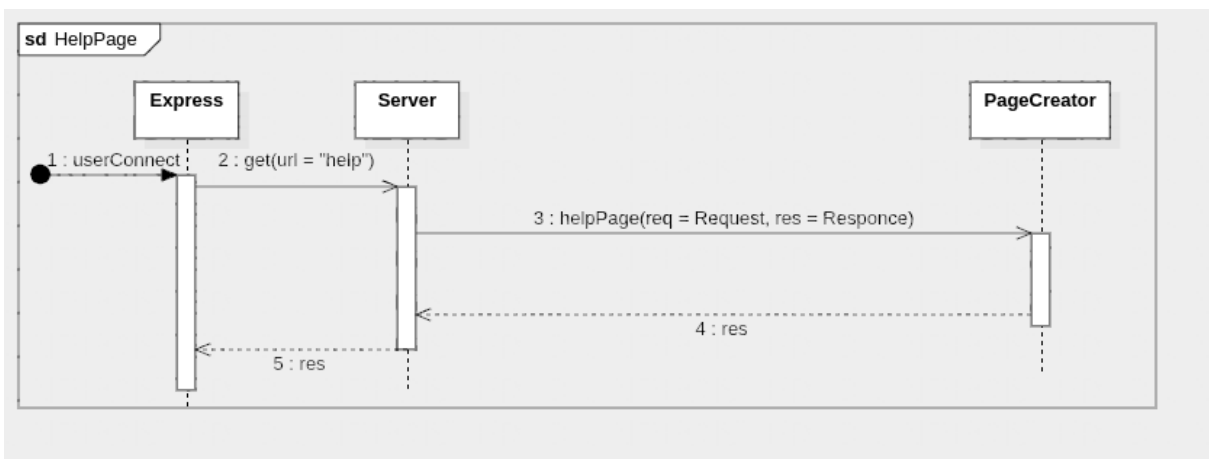 sd HelpPage
Express
Server
PageCreator
1 : userConnect
2 : get(url = "help")
3 : helpPage(req = Request, res = Responce)
4 : res
5 : res